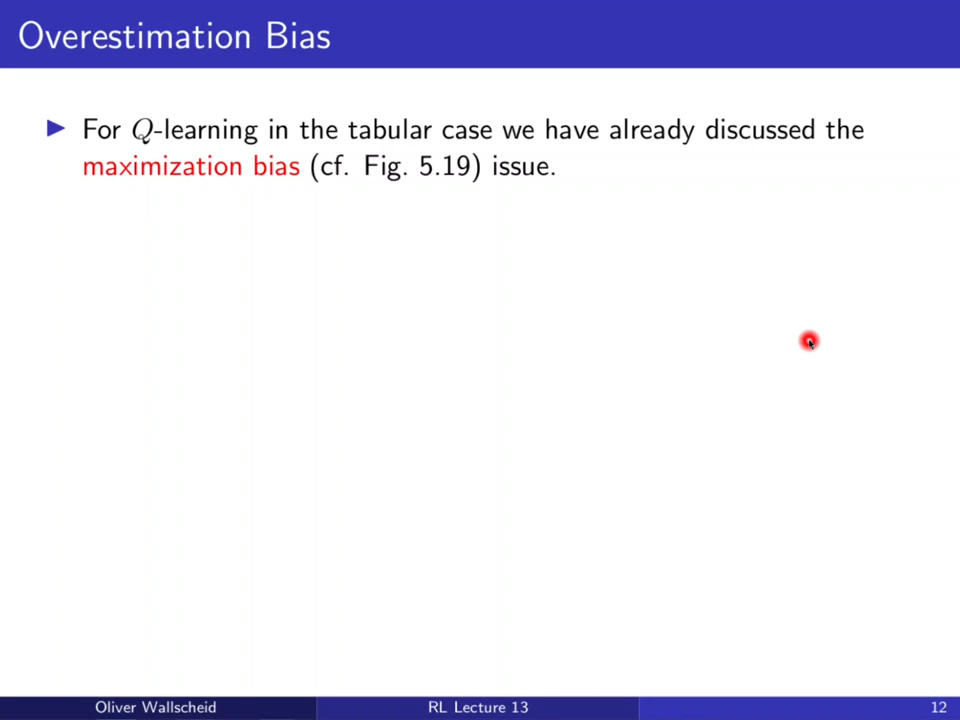 Overestimation Bias
▶ For Q-learning in the tabular case we have already discussed the
maximization bias (cf. Fig. 5.19) issue.
Oliver Wallscheid
RL Lecture 13
12